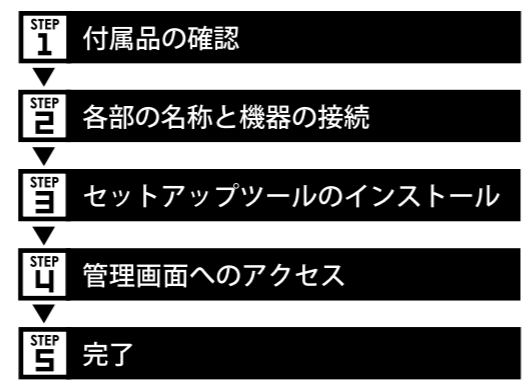 STEP
1
付属品の確認
STEP
2
各部の名称と機器の接続
STEP
3
セットアップツールのインストール
STEP
4
管理画面へのアクセス
STEP
5
完了